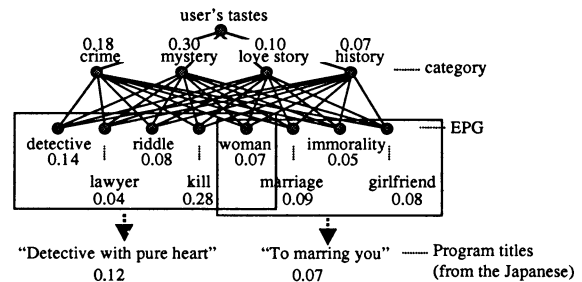 user's tastes
0.18 0.30 0.10 0.07
crime mystery love story history
category
EPG
detective riddle woman immorality
0.14 0.08 0.07 0.05
lawyer kill marriage girlfriend
0.04 0.28 0.09 0.08
"Detective with pure heart" "To marring you" Program titles
0.12 0.07 (from the Japanese)